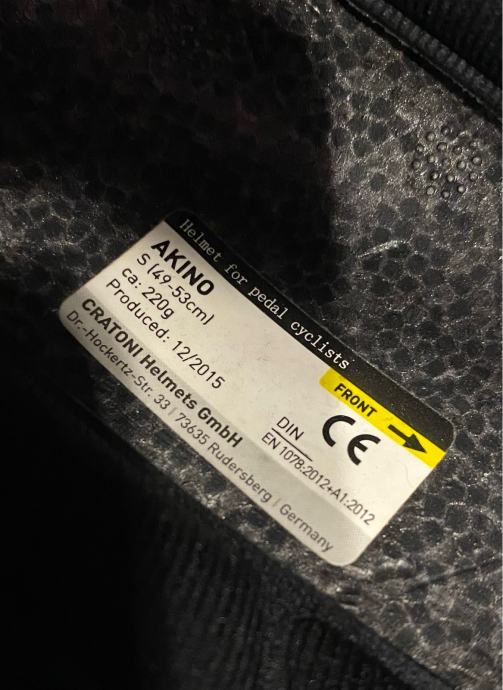 Helmet for pedal cyclists
AKINO
S (49-53cm)
ca: 220g
Produced: 12/2015
FRONT
CE
DIN
EN 1078:2012+A1:2012
CRATONI Helmets GmbH
Dr.-Hockertz-Str. 33 | 73635 Rudersberg | Germany